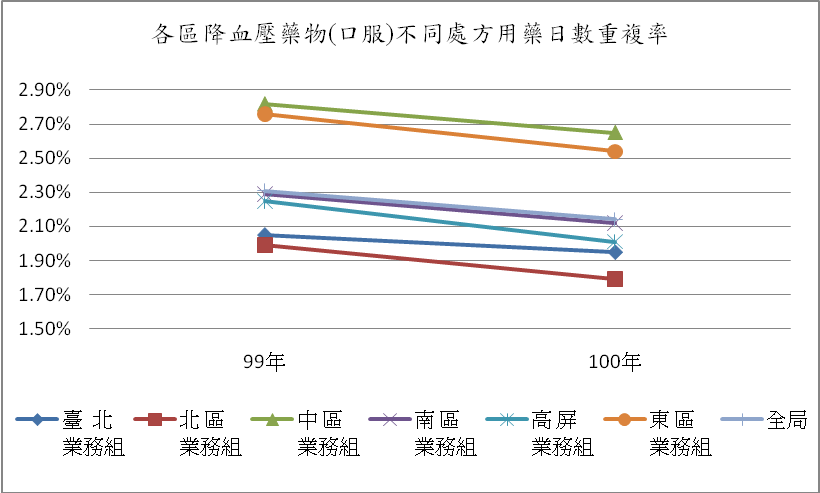 各區降血壓藥物(口服)不同處方用藥日數重複率
2.90%
2.70%
2.50%
2.30%
2.10%
1.90%
1.70%
1.50%
99年 100年
臺 北 北區 中區 南區 高屏 東區 全局
業務組 業務組 業務組 業務組 業務組 業務組